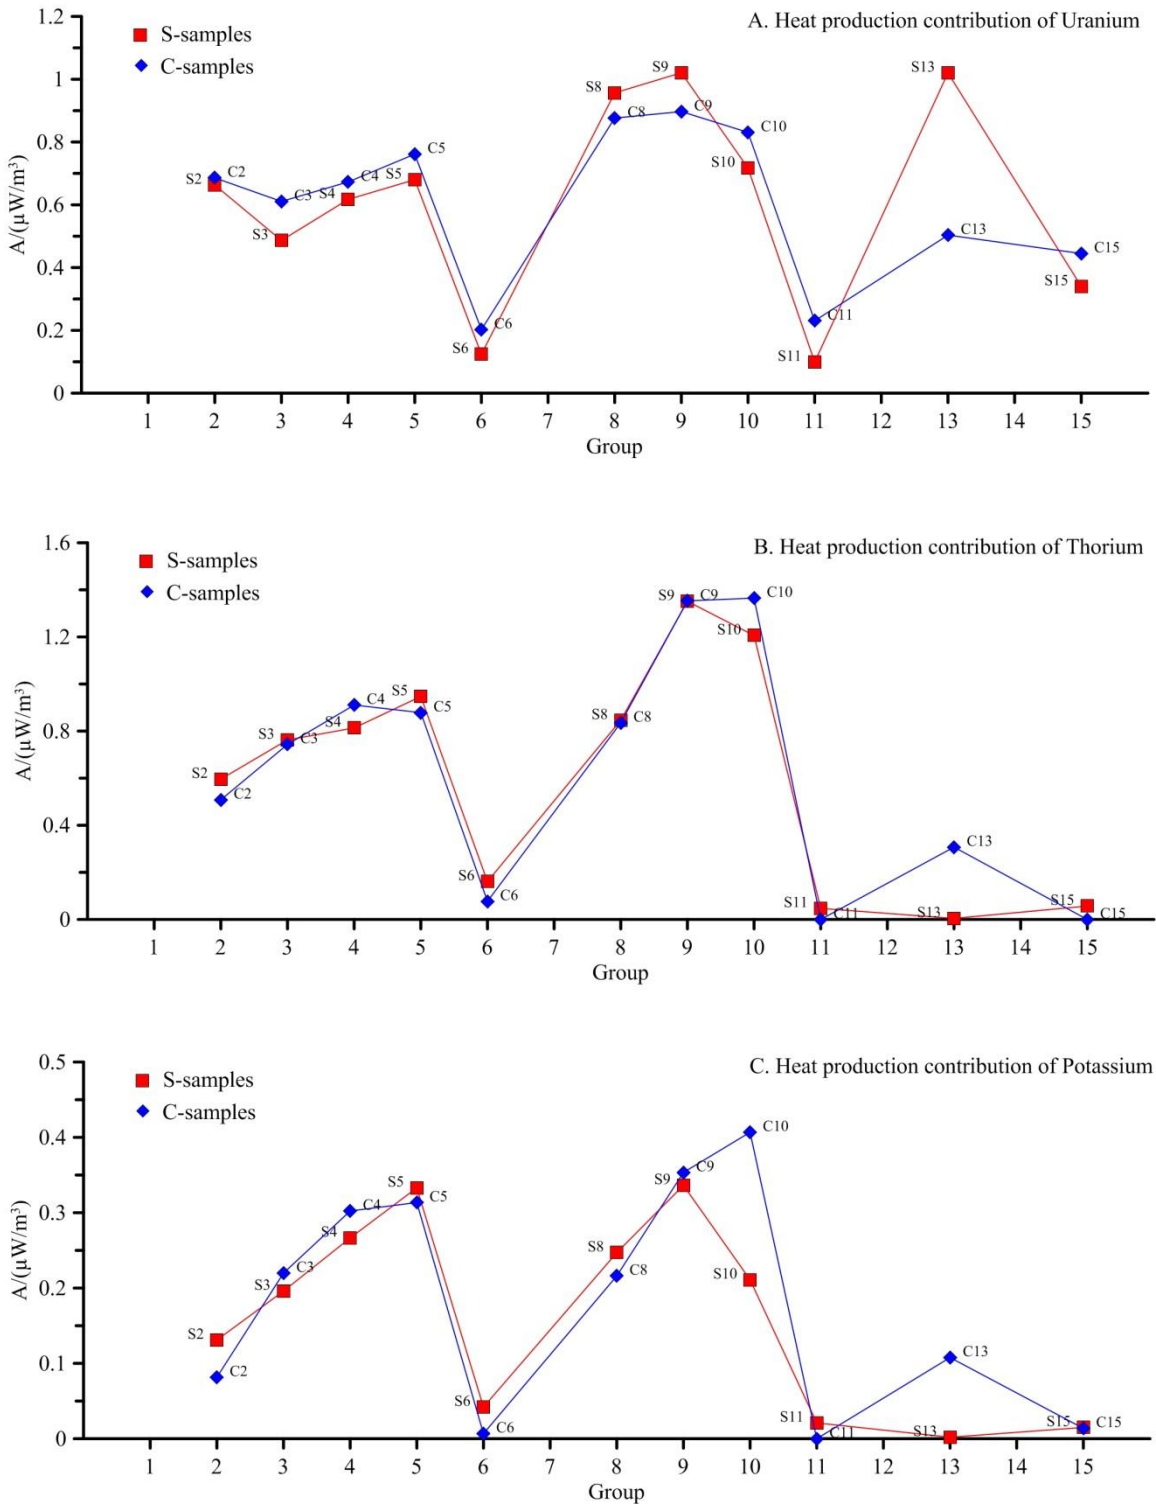 A. Heat production contribution of Uranium
S-samples
C-samples
A/(μW/m³)
1.2
1
0.8
0.6
0.4
0.2
0
S2 C2 S3 C3 S4 C4 S5 C5 S6 C6 S8 C8 S9 C9 S10 C10 S11 C11 S13 C13 S15 C15
1 2 3 4 5 6 7 8 9 10 11 12 13 14 15
Group
B. Heat production contribution of Thorium
S-samples
C-samples
A/(μW/m³)
1.6
1.2
0.8
0.4
0
S2 C2 S3 C3 S4 C4 S5 C5 S6 C6 S8 C8 S9 C9 S10 C10 S11 C11 S13 C13 S15 C15
1 2 3 4 5 6 7 8 9 10 11 12 13 14 15
Group
C. Heat production contribution of Potassium
S-samples
C-samples
A/(μW/m³)
0.5
0.4
0.3
0.2
0.1
0
S2 C2 S3 C3 S4 C4 S5 C5 S6 C6 S8 C8 S9 C9 S10 C10 S11 C11 S13 C13 S15 C15
1 2 3 4 5 6 7 8 9 10 11 12 13 14 15
Group